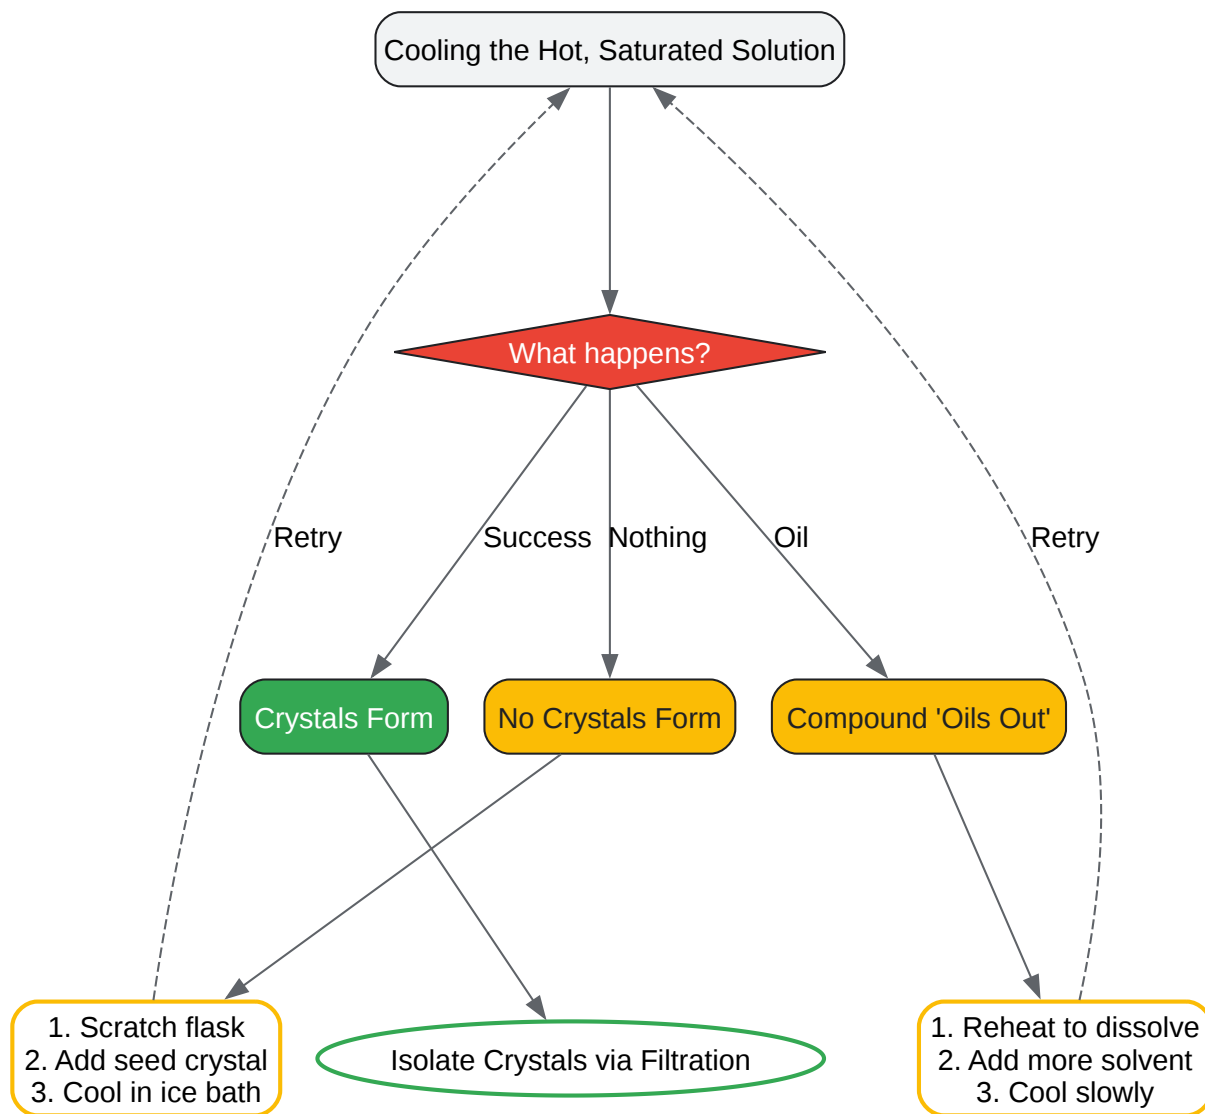 Cooling the Hot, Saturated Solution
What happens?
Retry
Success
Nothing
Oil
Retry
Crystals Form
No Crystals Form
Compound 'Oils Out'
1. Scratch flask
2. Add seed crystal
3. Cool in ice bath
Isolate Crystals via Filtration
1. Reheat to dissolve
2. Add more solvent
3. Cool slowly